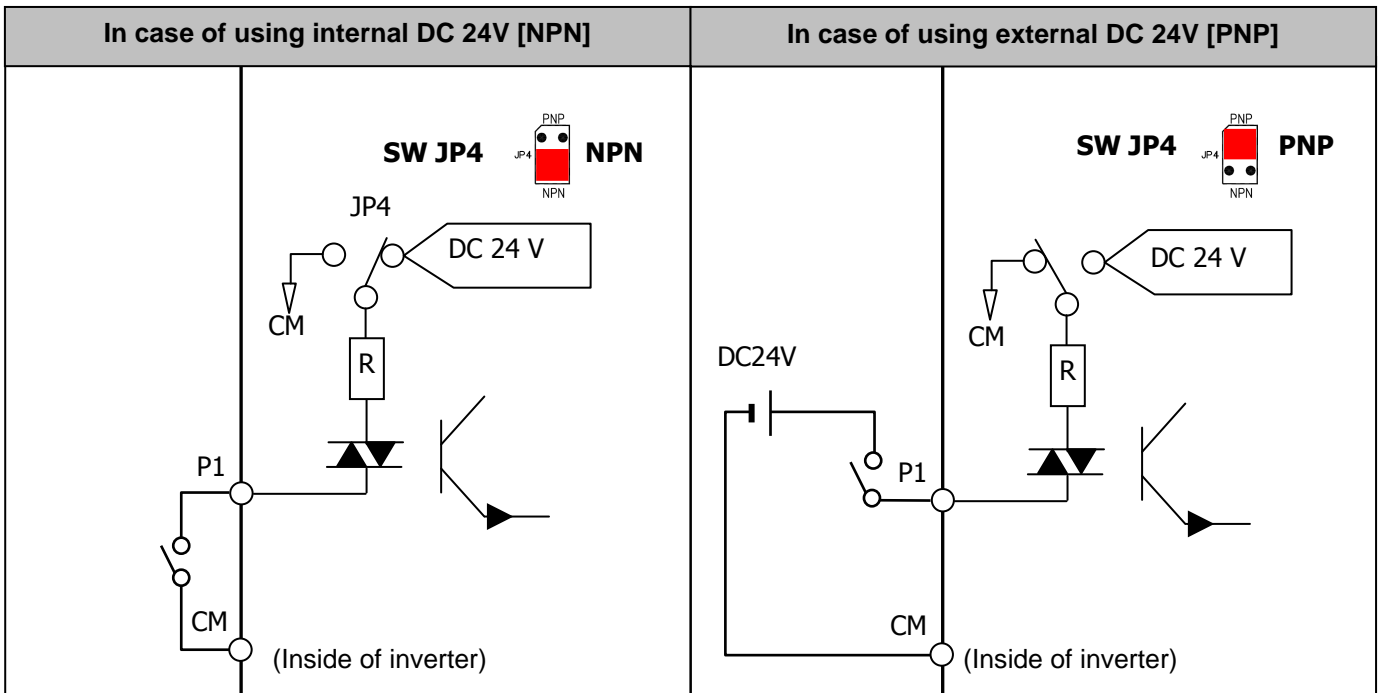 In case of using internal DC 24V [NPN]
In case of using external DC 24V [PNP]
PNP
SW JP4
JP4
NPN
NPN
JP4
DC 24 V
CM
R
P1
CM
(Inside of inverter)
PNP
SW JP4
JP4
PNP
NPN
DC 24 V
CM
DC24V
R
P1
CM
(Inside of inverter)